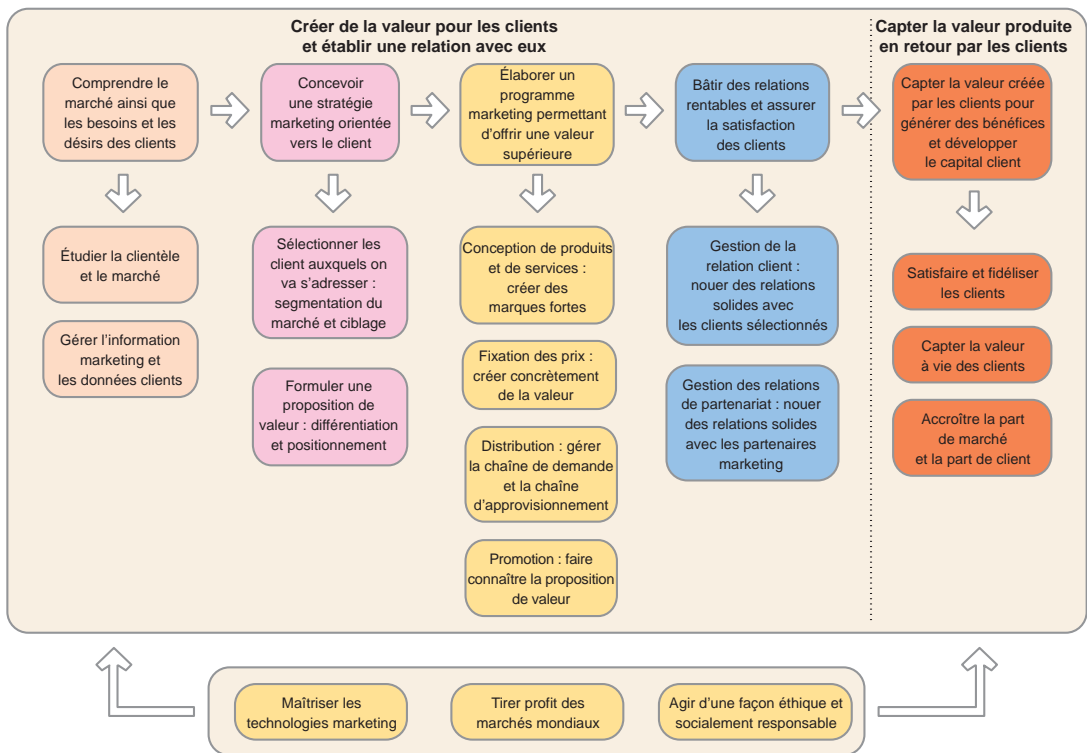 Créer de la valeur pour les clients
et établir une relation avec eux
Capter la valeur produite
en retour par les clients
Comprendre le
marché ainsi que
les besoins et les
désirs des clients
Concevoir
une stratégie
marketing orientée
vers le client
Élaborer un
programme
marketing permettant
d'offrir une valeur
supérieure
Bâtir des relations
rentables et assurer
la satisfaction
des clients
Capter la valeur créée
par les clients pour
générer des bénéfices
et développer
le capital client
Étudier la clientèle
et le marché
Gérer l'information
marketing et
les données clients
Sélectionner les
client auxquels on
va s'adresser :
segmentation du
marché et ciblage
Formuler une
proposition de
valeur : différentiation
et positionnement
Conception de produits
et de services :
créer des
marques fortes
Fixation des prix :
créer concrètement
de la valeur
Distribution : gérer
la chaîne de demande
et la chaîne
d'approvisionnement
Promotion : faire
connaître la proposition
de valeur
Gestion de la
relation client :
nouer des relations
solides avec
les clients sélectionnés
Gestion des relations
de partenariat : nouer
des relations solides
avec les partenaires
marketing
Satisfaire et fidéliser
les clients
Capter la valeur
à vie des clients
Accroître la part
de marché
et la part de client
Maîtriser les
technologies marketing
Tirer profit des
marchés mondiaux
Agir d'une façon éthique et
socialement responsable